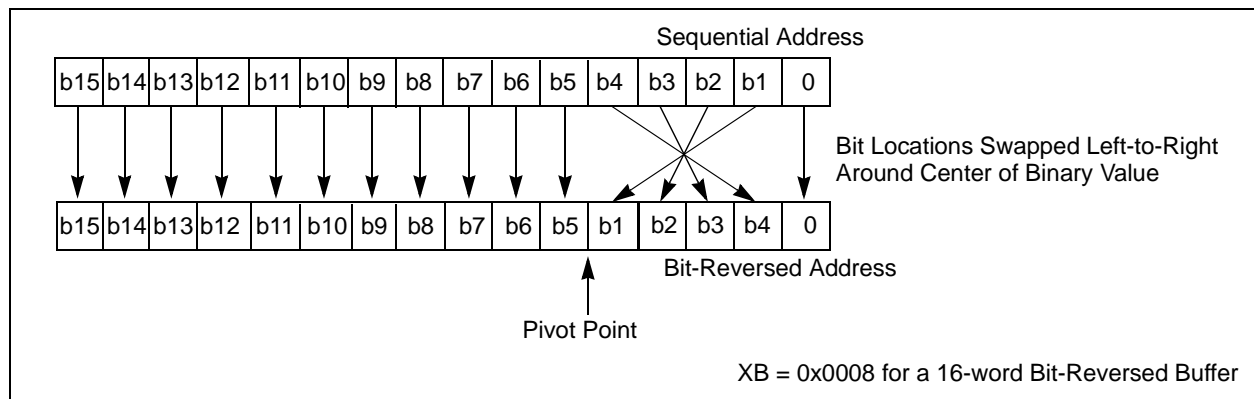 Sequential Address
b15 b14 b13 b12 b11 b10 b9 b8 b7 b6 b5 b4 b3 b2 b1 0
Bit Locations Swapped Left-to-Right
Around Center of Binary Value
b15 b14 b13 b12 b11 b10 b9 b8 b7 b6 b5 b1 b2 b3 b4 0
Bit-Reversed Address
Pivot Point
XB = 0x0008 for a 16-word Bit-Reversed Buffer